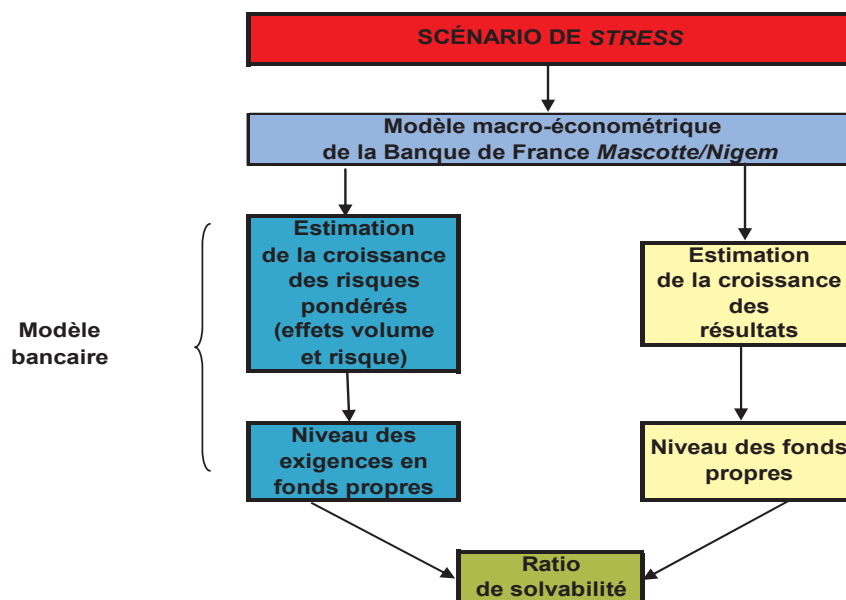 SCÉNARIO DE STRESS
Modèle macro-économétrique
de la Banque de France Mascotte/Nigem
Modèle
bancaire
Estimation
de la croissance
des risques
pondérés
(effets volume
et risque)
Estimation
de la croissance
des
résultats
Niveau des
exigences en
fonds propres
Niveau des fonds
propres
Ratio
de solvabilité